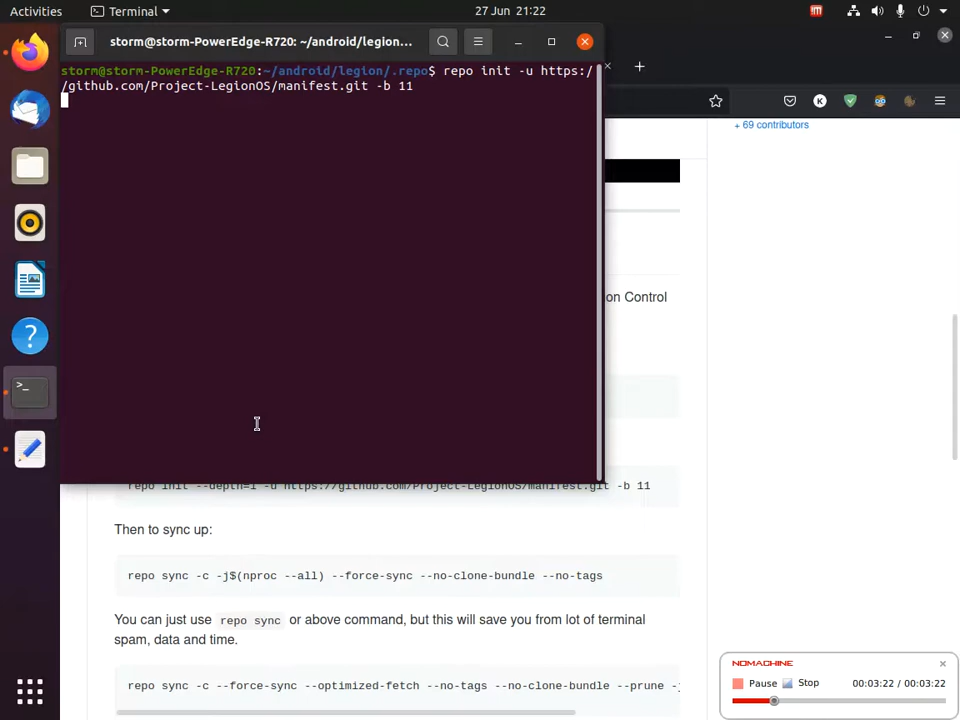 Activities Terminal 27 Jun 21:22
storm@storm-PowerEdge-R720: ~/android/legion...
storm@storm-PowerEdge-R720:~/android/legion/.repo$ repo init -u https:/
/github.com/Project-LegionOS/manifest.git -b 11
+ 69 contributors
on Control
repo init --depth=1 -u https://github.com/Project-LegionOS/manifest.git -b 11
Then to sync up:
repo sync -c -j$(nproc --all) --force-sync --no-clone-bundle --no-tags
You can just use repo sync or above command, but this will save you from lot of terminal
spam, data and time.
repo sync -c --force-sync --optimized-fetch --no-tags --no-clone-bundle --prune -j
NOMACHINE
Pause Stop 00:03:22 / 00:03:22